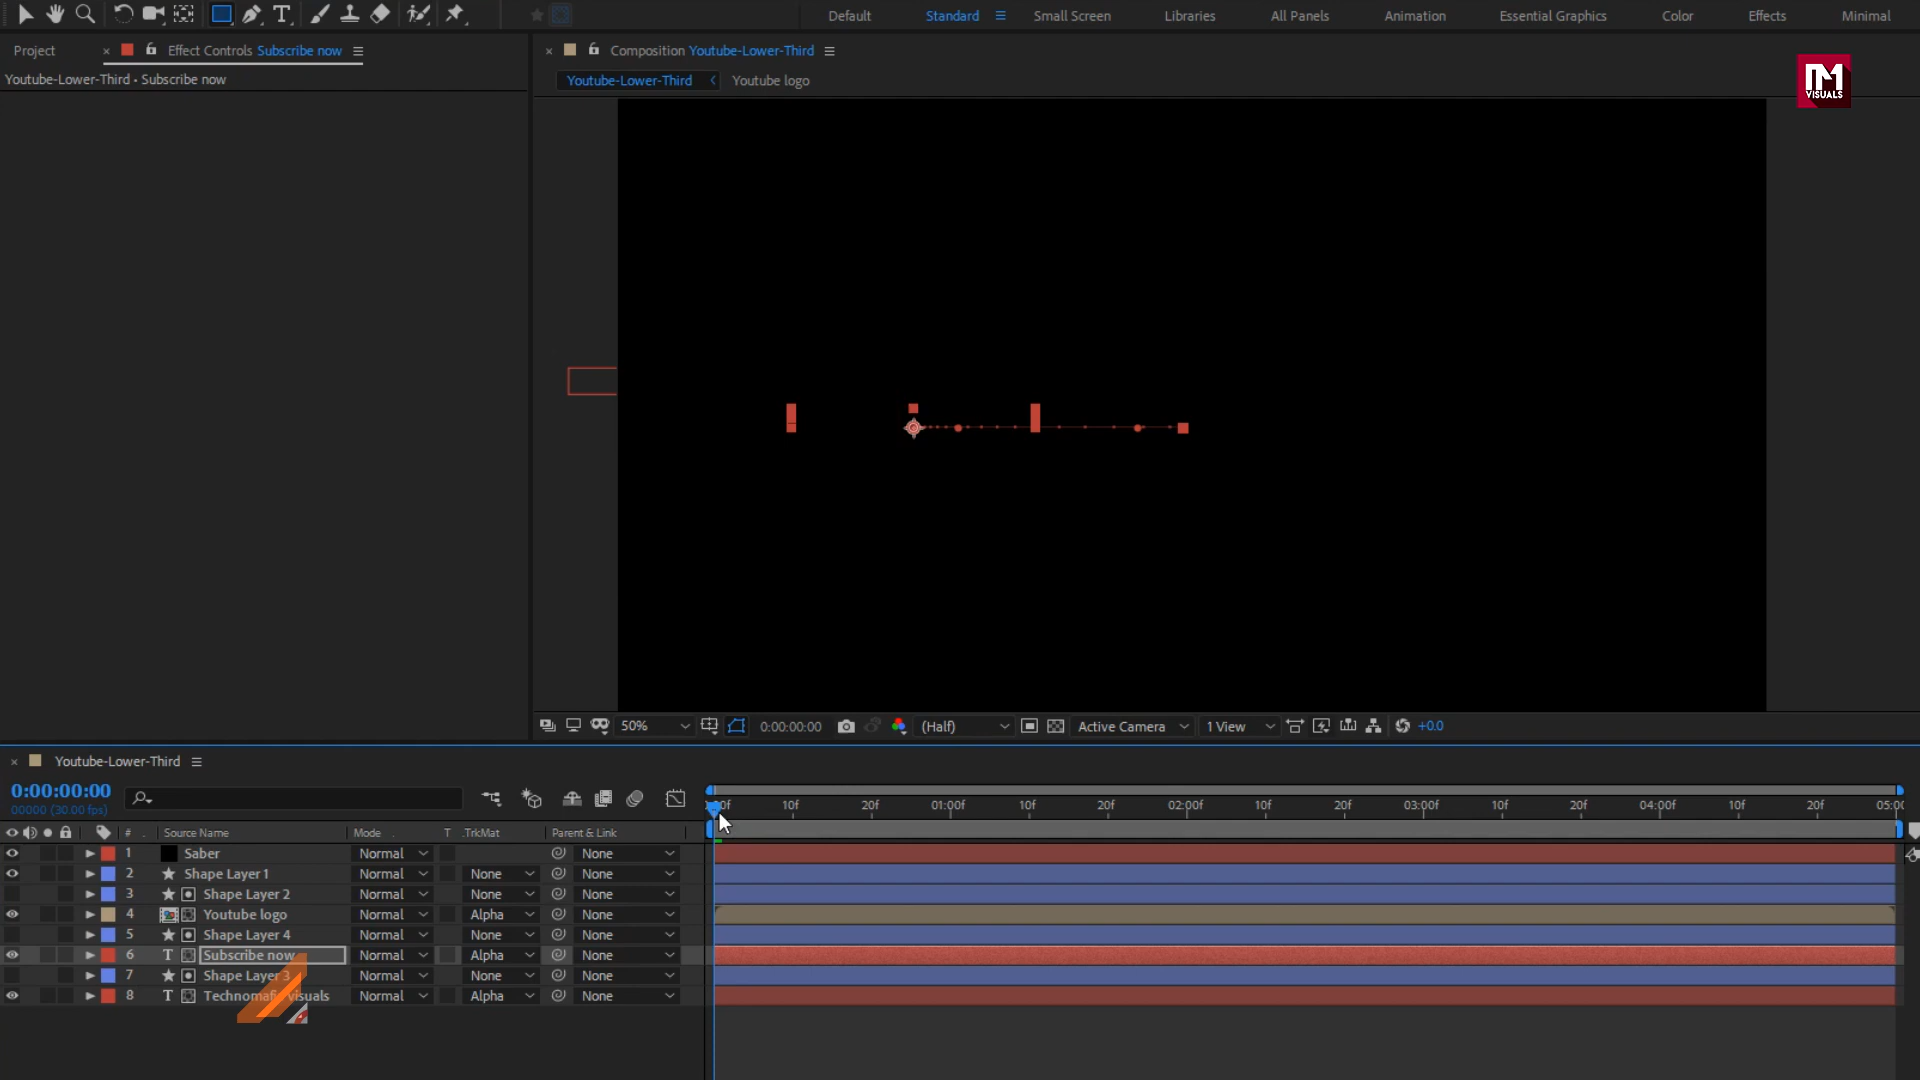 Default Standard Small Screen Libraries All Panels Animation Essential Graphics Color Effects Minimal
Project × Effect Controls Subscribe now
× Composition Youtube-Lower-Third
Youtube-Lower-Third • Subscribe now
Youtube-Lower-Third Youtube logo
VISUALS
50% 0:00:00:00 (Half) Active Camera 1 View +0.0
× Youtube-Lower-Third
0:00:00:00
00000 (30.00 fps)
10f 20f 01:00f 10f 20f 02:00f 10f 20f 03:00f 10f 20f 04:00f 10f 20f 05:00
# Source Name Mode T .TrkMat Parent & Link
1 Saber Normal None
2 Shape Layer 1 Normal None None
3 Shape Layer 2 Normal None None
4 Youtube logo Normal Alpha None
5 Shape Layer 4 Normal None None
6 T Subscribe now Normal Alpha None
7 Shape Layer 3 Normal None None
8 T Technomafi visuals Normal Alpha None